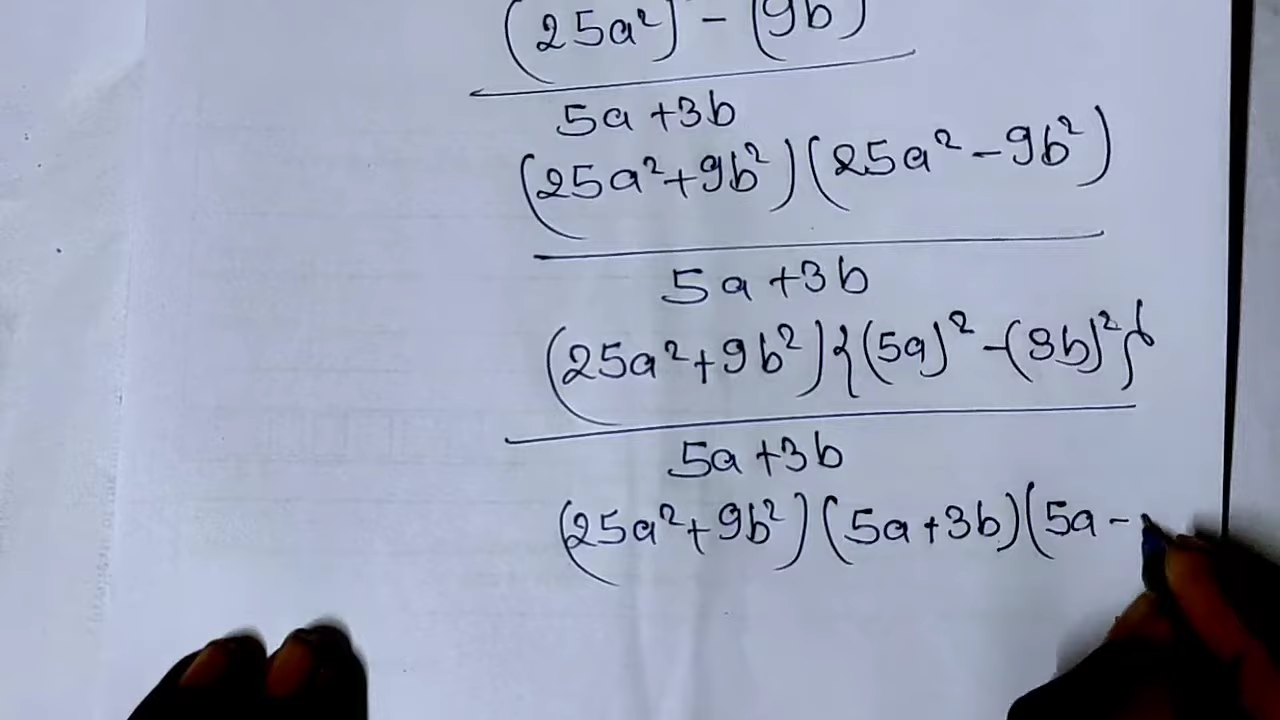 (25a²) - (9b)
5a+3b
(25a²+9b²)(25a²-9b²)
5a+3b
(25a²+9b²){(5a)²-(3b)²}
5a+3b
(25a²+9b²)(5a+3b)(5a-